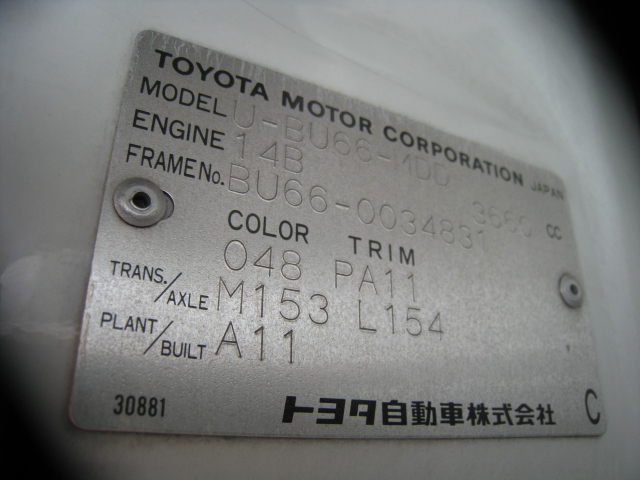 TOYOTA MOTOR CORPORATION JAPAN
MODEL U-BU66-MDD
ENGINE 14B 3660 CC
FRAME No. BU66-0034831
COLOR TRIM
048 PA11
TRANS./AXLE M153 L154
PLANT/BUILT A11
30881 トヨタ自動車株式会社 C